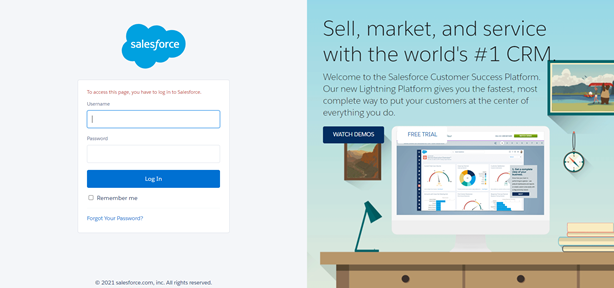 salesforce
To access this page, you have to log in to Salesforce.
Username
Password
Log In
Remember me
Forgot Your Password?
© 2021 salesforce.com, inc. All rights reserved.
Sell, market, and service
with the world's #1 CRM.
Welcome to the Salesforce Customer Success Platform.
Our new Lightning Platform gives you the fastest, most
complete way to put your customers at the center of
everything you do.
WATCH DEMOS
FREE TRIAL